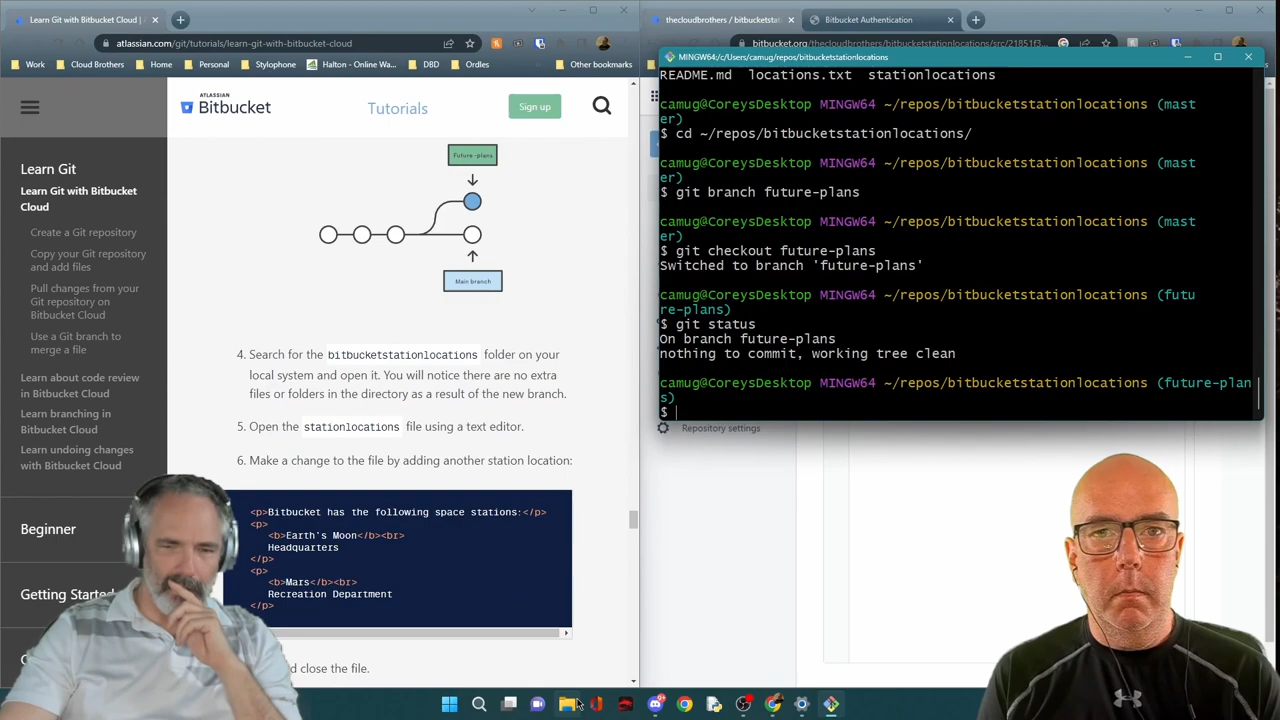 Learn Git with Bitbucket Cloud | A
thecloudbrothers / bitbucketstati
Bitbucket Authentication
atlassian.com/git/tutorials/learn-git-with-bitbucket-cloud
bitbucket.org/thecloudbrothers/bitbucketstationlocations/src/21851f3...
Work
Cloud Brothers
Home
Personal
Stylophone
Halton - Online Wa...
DBD
Ordles
Other bookmarks
ATLASSIAN
Bitbucket
Tutorials
Sign up
Learn Git
Learn Git with Bitbucket
Cloud
Create a Git repository
Copy your Git repository
and add files
Pull changes from your
Git repository on
Bitbucket Cloud
Use a Git branch to
merge a file
Learn about code review
in Bitbucket Cloud
Learn branching in
Bitbucket Cloud
Learn undoing changes
with Bitbucket Cloud
Beginner
Getting Started
Future -plans
Main branch
4. Search for the bitbucketstationlocations folder on your
local system and open it. You will notice there are no extra
files or folders in the directory as a result of the new branch.
5. Open the stationlocations file using a text editor.
6. Make a change to the file by adding another station location:
<p>Bitbucket has the following space stations:</p>
<p>
<b>Earth's Moon</b><br>
Headquarters
</p>
<p>
<b>Mars</b><br>
Recreation Department
</p>
d close the file.
MINGW64:/c/Users/camug/repos/bitbucketstationlocations
README.md locations.txt stationlocations
camug@CoreysDesktop MINGW64 ~/repos/bitbucketstationlocations (mast
er)
$ cd ~/repos/bitbucketstationlocations/
camug@CoreysDesktop MINGW64 ~/repos/bitbucketstationlocations (mast
er)
$ git branch future-plans
camug@CoreysDesktop MINGW64 ~/repos/bitbucketstationlocations (mast
er)
$ git checkout future-plans
Switched to branch 'future-plans'
camug@CoreysDesktop MINGW64 ~/repos/bitbucketstationlocations (futu
re-plans)
$ git status
On branch future-plans
nothing to commit, working tree clean
camug@CoreysDesktop MINGW64 ~/repos/bitbucketstationlocations (future-plan
s)
$
Repository settings